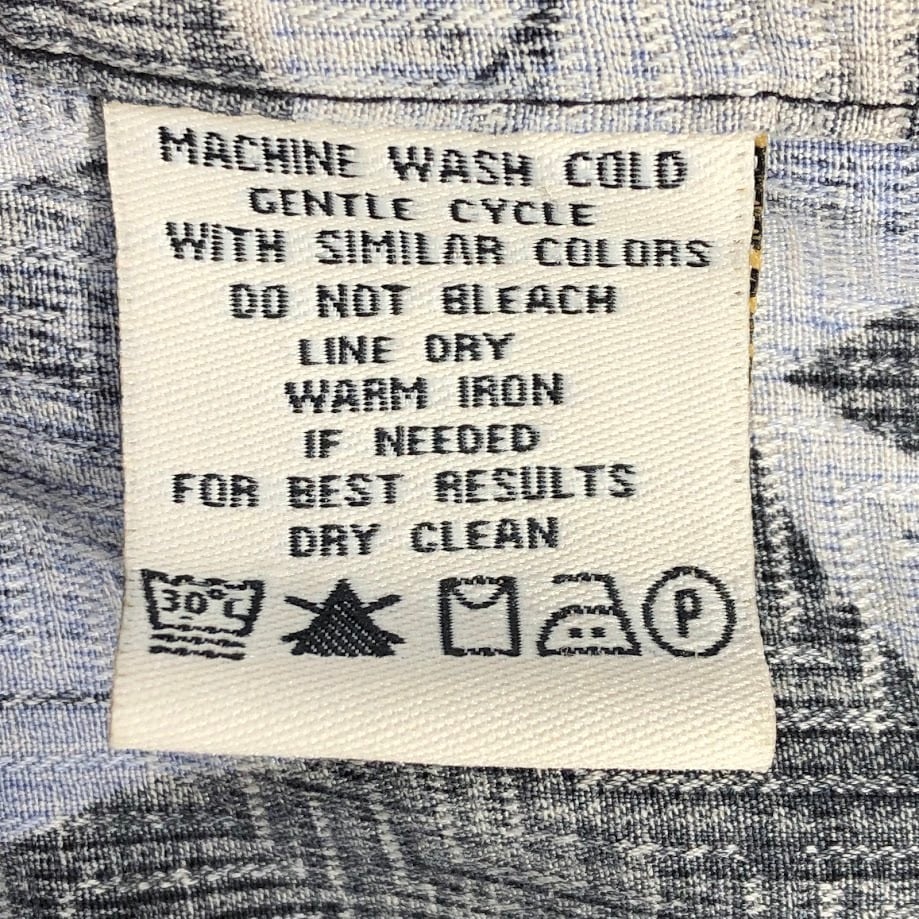 MACHINE WASH COLD
GENTLE CYCLE
WITH SIMILAR COLORS
DO NOT BLEACH
LINE DRY
WARM IRON
IF NEEDED
FOR BEST RESULTS
DRY CLEAN
30°C P